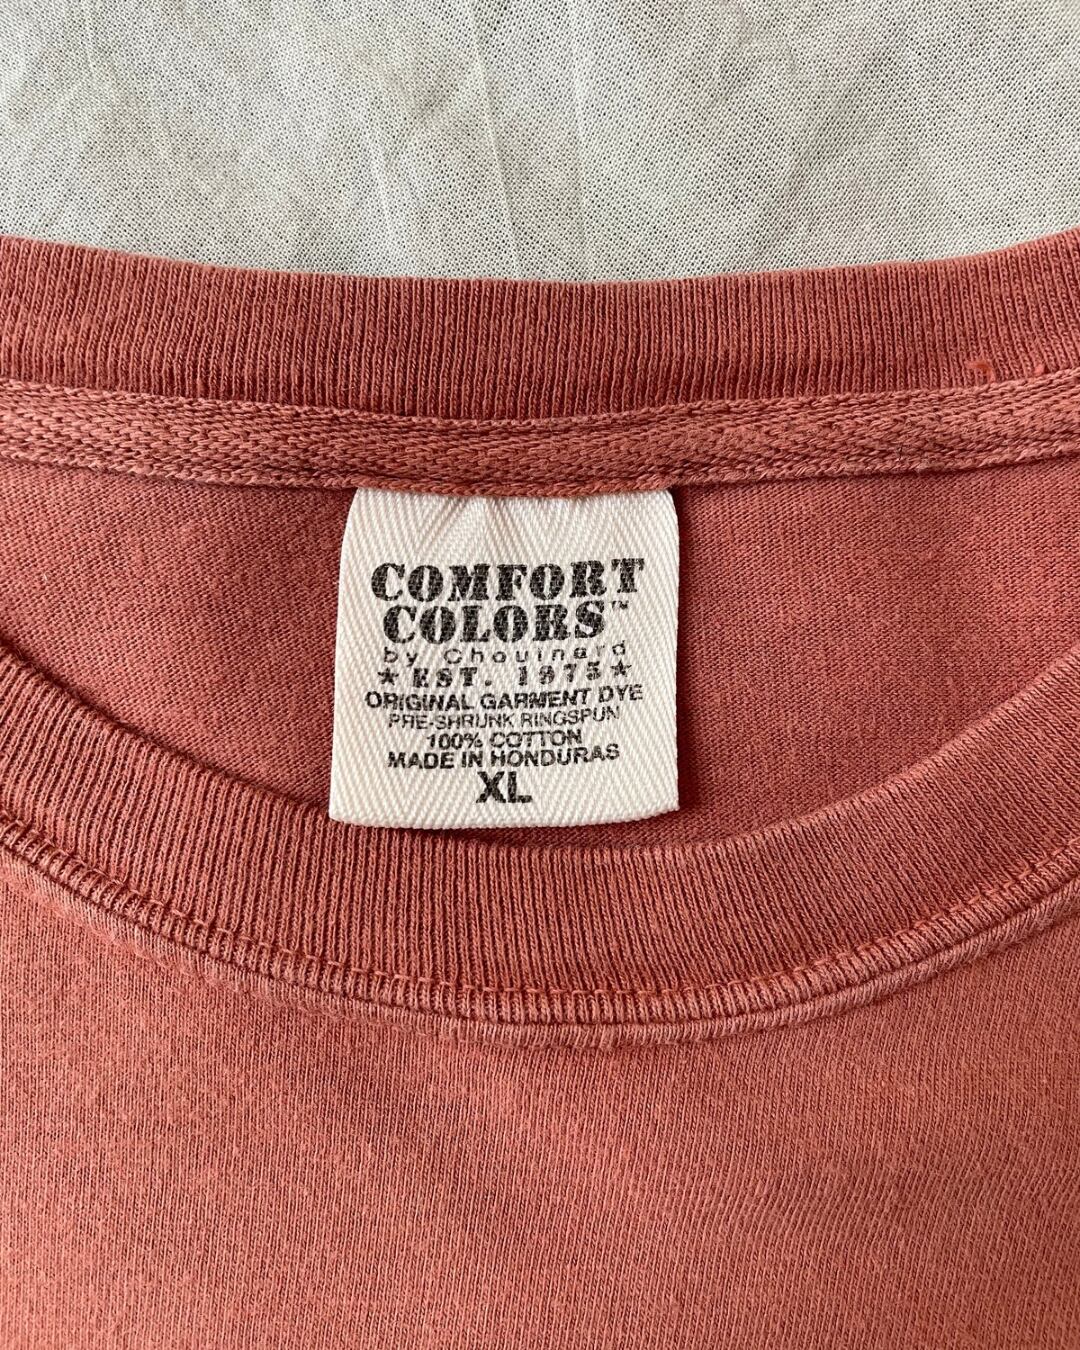 COMFORT
COLORS™
by Chouinard
★ EST. 1975 ★
ORIGINAL GARMENT DYE
PRE-SHRUNK RINGSPUN
100% COTTON
MADE IN HONDURAS
XL